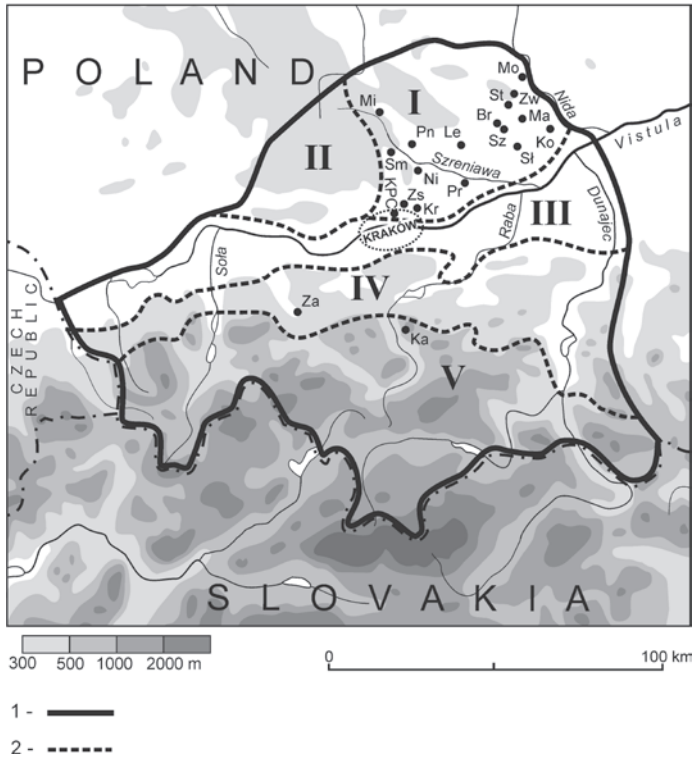 POLAND
Mo
St
Zw
Nida
Mi
I
Br
Ma
Vistula
Pn
Le
Sz
Ko
II
Sm
Szreniawa
Sł
Ni
Pr
KPC
Zs
Kr
III
Dunajec
KRAKÓW
Raba
Soła
IV
CZECH
REPUBLIC
Za
Ka
V
SLOVAKIA
300 500 1000 2000 m
0 100 km
1 -
2 -